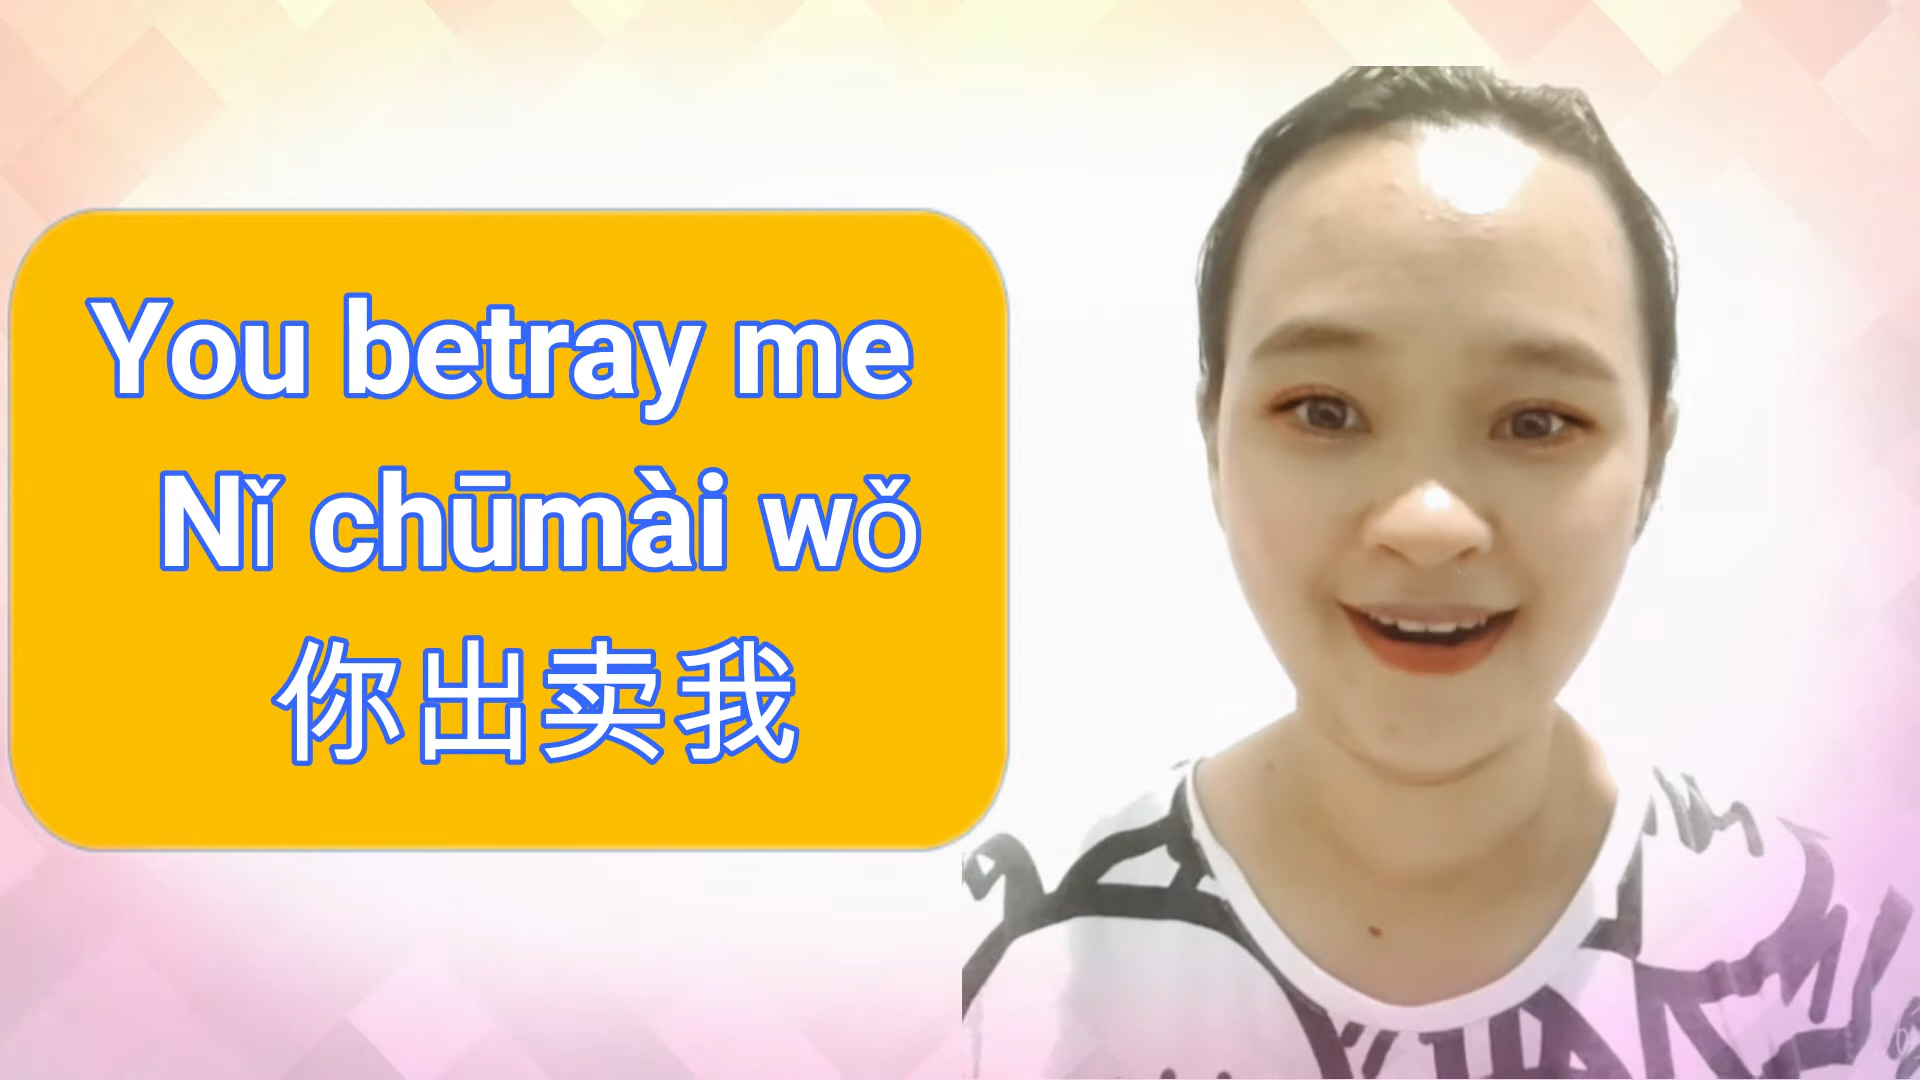 You betray me
Nǐ chūmài wǒ
你出卖我